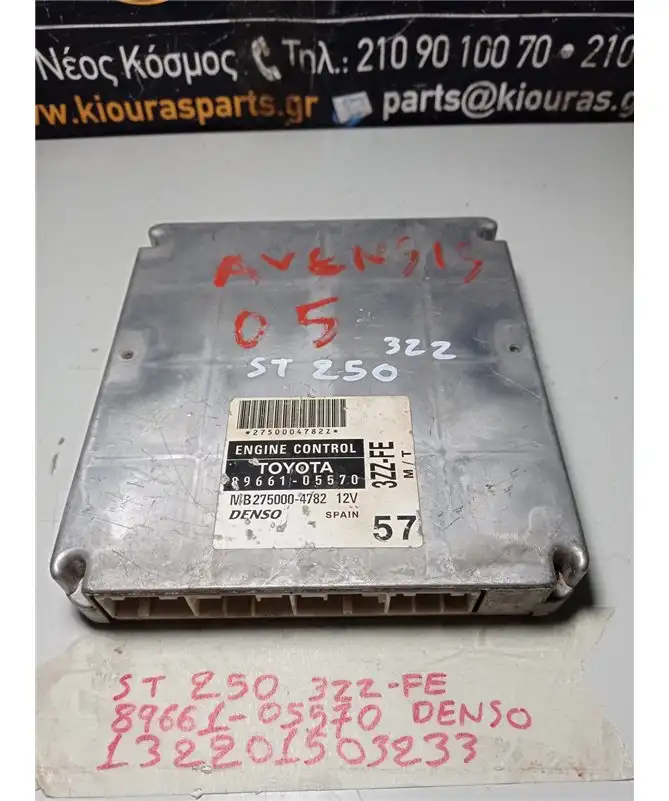 Νέος Κόσμος Τηλ.: 210 90 100 70 • 210
www.kiourasparts.gr parts@kiouras.g
AVENSIS
05
3ZZ
ST 250
*2750004782Z*
ENGINE CONTROL
TOYOTA
89661-05570
MB275000-4782 12V
DENSO SPAIN
3ZZ-FE
M/T
57
ST 250 3ZZ-FE
89661-05570 DENSO
132201503233